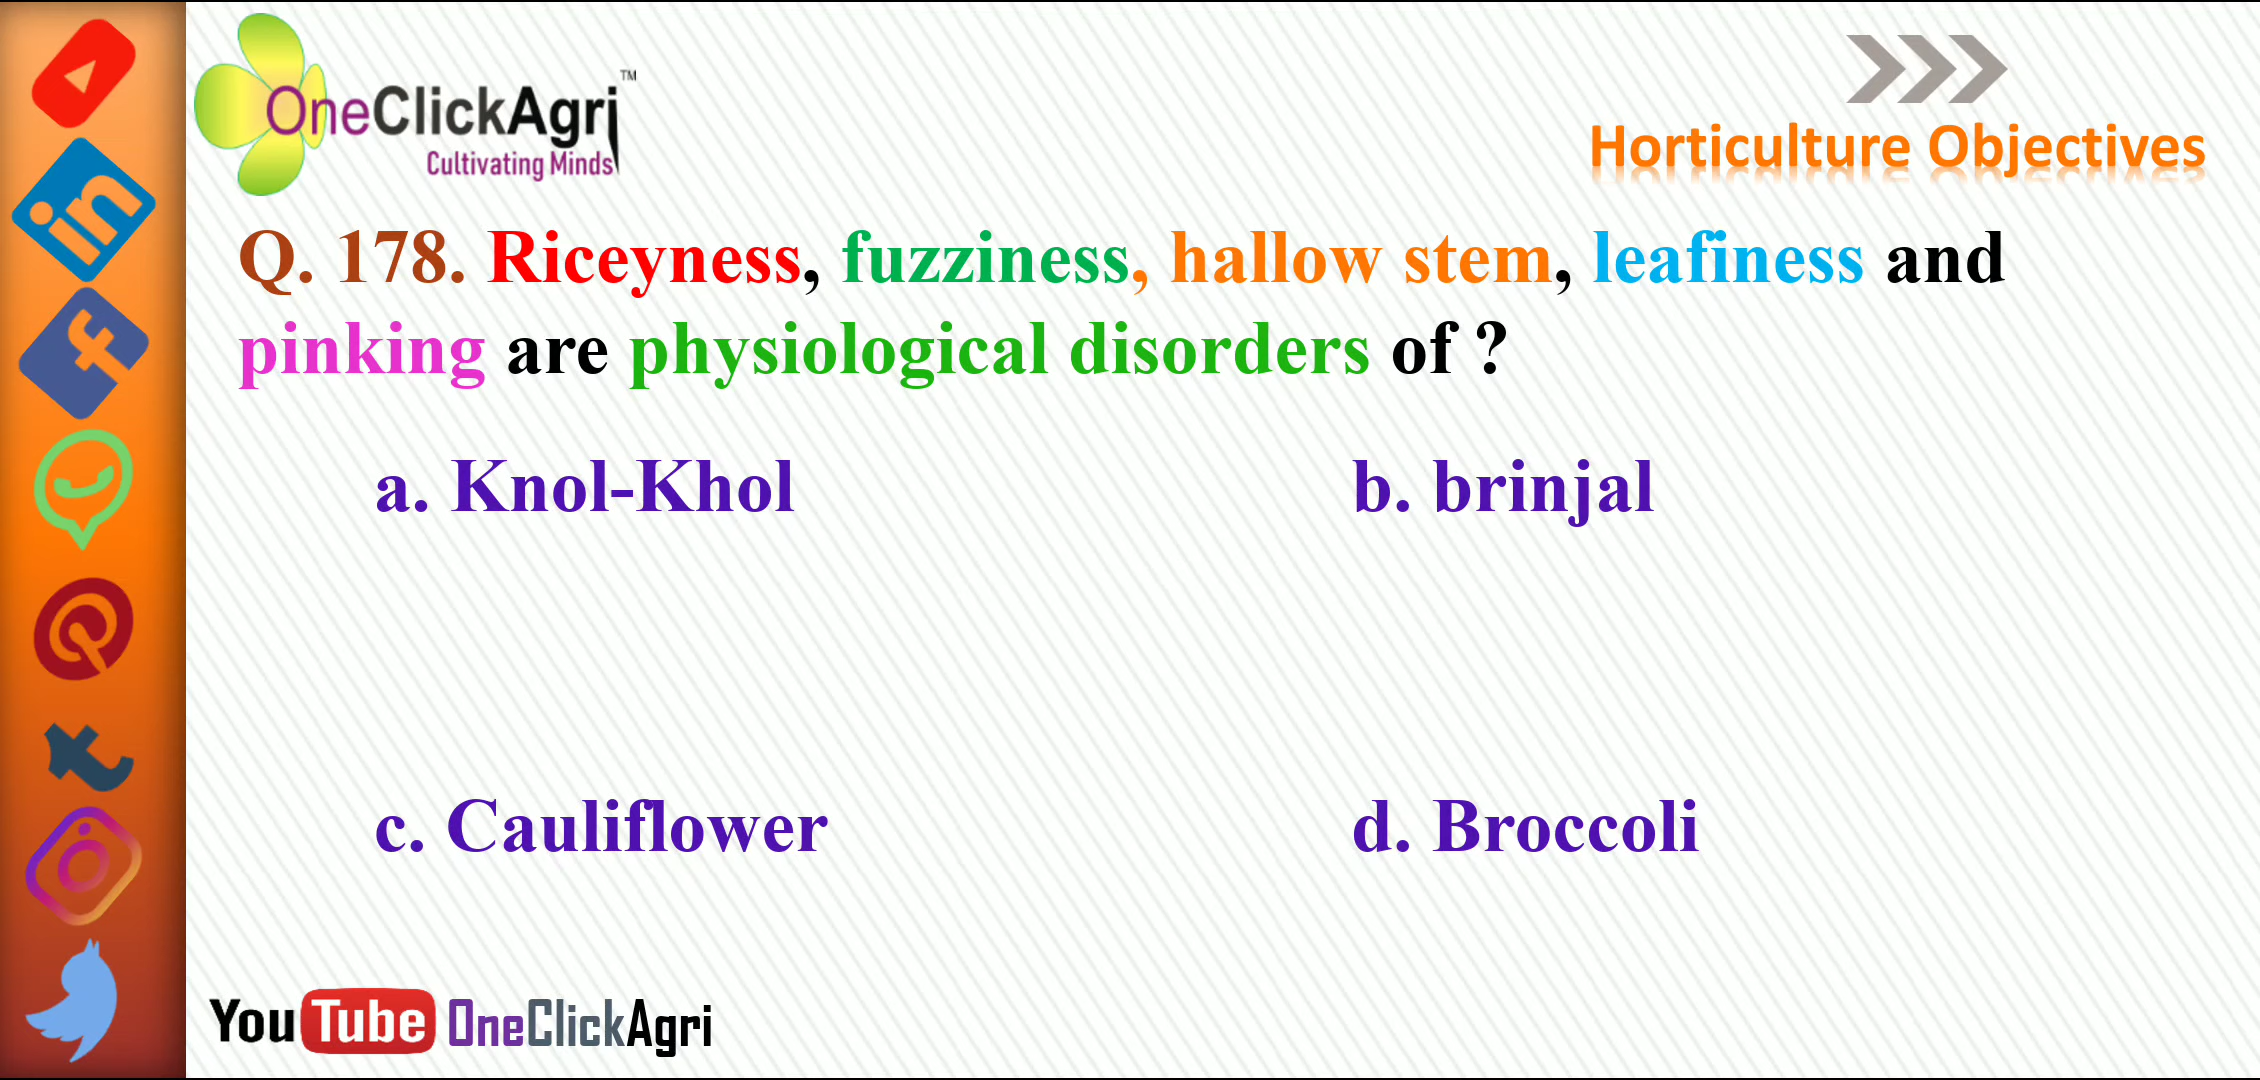 OneClickAgri™
Cultivating Minds
Horticulture Objectives
Q. 178. Riceyness, fuzziness, hallow stem, leafiness and
pinking are physiological disorders of ?
a. Knol-Khol
b. brinjal
c. Cauliflower
d. Broccoli
YouTube OneClickAgri